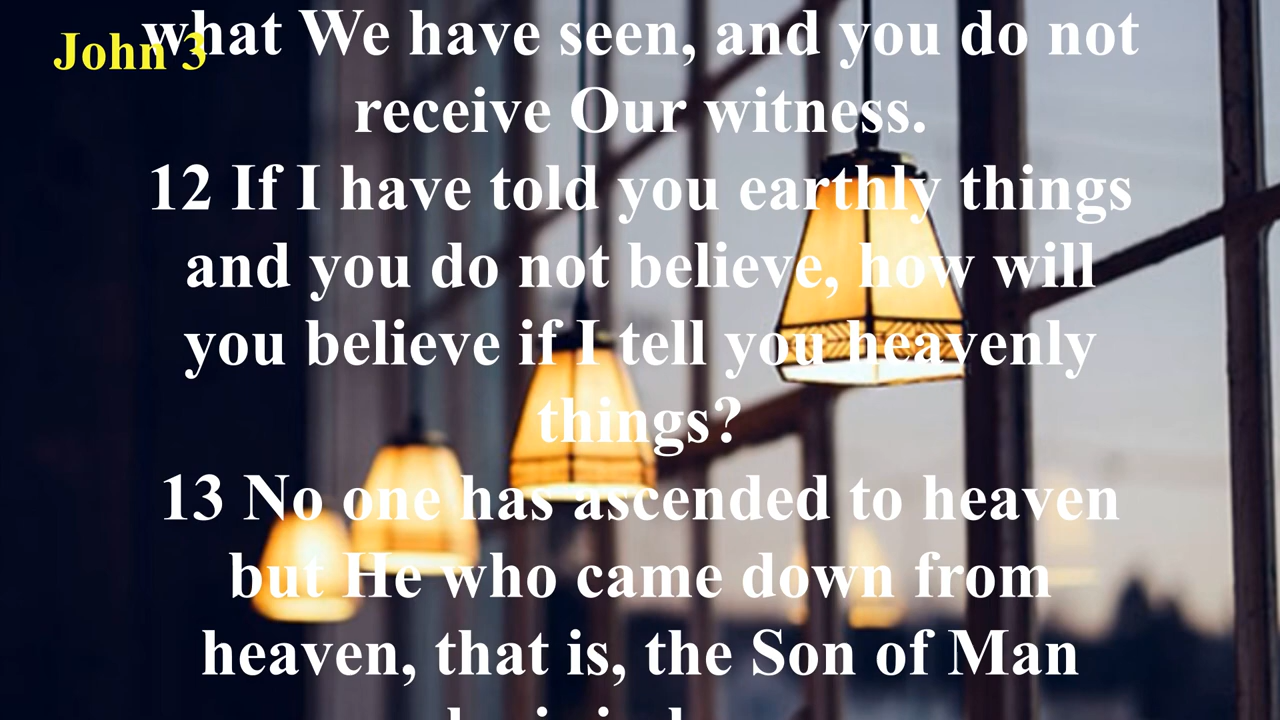 John 3
what We have seen, and you do not
receive Our witness.
12 If I have told you earthly things
and you do not believe, how will
you believe if I tell you heavenly
things?
13 No one has ascended to heaven
but He who came down from
heaven, that is, the Son of Man